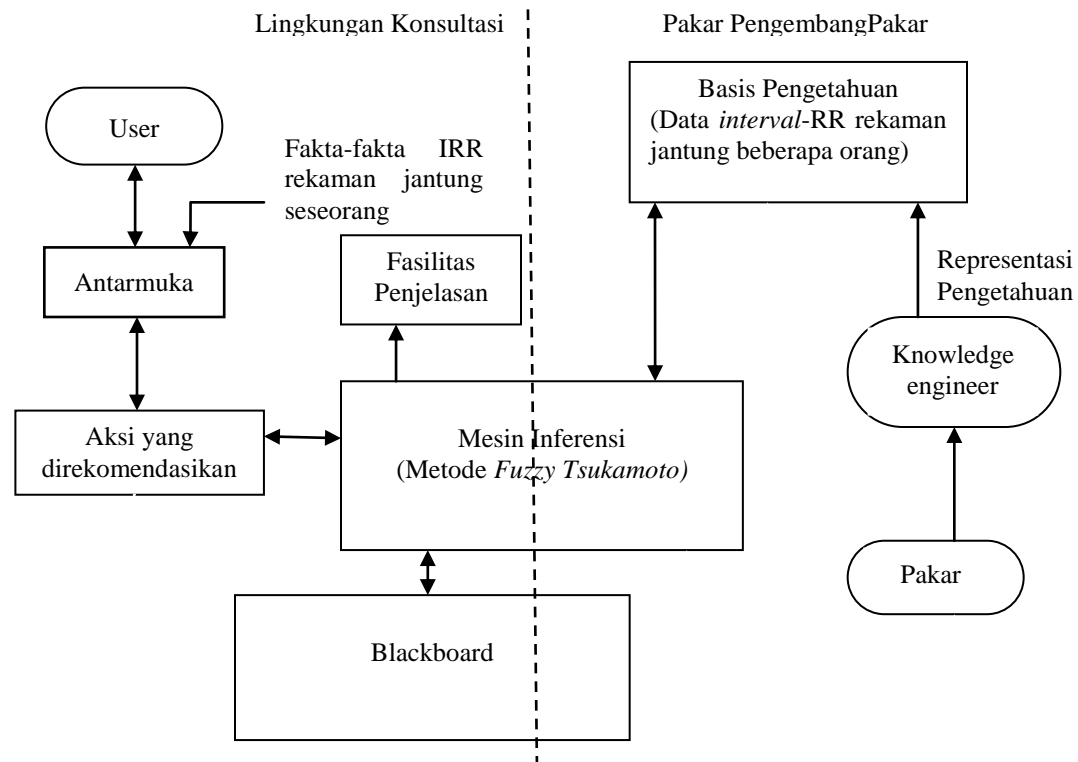 Lingkungan Konsultasi
Pakar PengembangPakar
User
Fakta-fakta IRR
rekaman jantung
seseorang
Basis Pengetahuan
(Data interval-RR rekaman
jantung beberapa orang)
Antarmuka
Fasilitas
Penjelasan
Representasi
Pengetahuan
Knowledge
engineer
Aksi yang
direkomendasikan
Mesin Inferensi
(Metode Fuzzy Tsukamoto)
Pakar
Blackboard